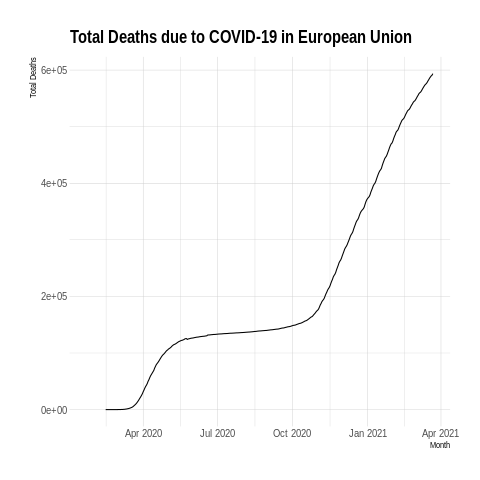 Total Deaths due to COVID-19 in European Union
Total Deaths
6e+05
4e+05
2e+05
0e+00
Apr 2020
Jul 2020
Oct 2020
Jan 2021
Apr 2021
Month